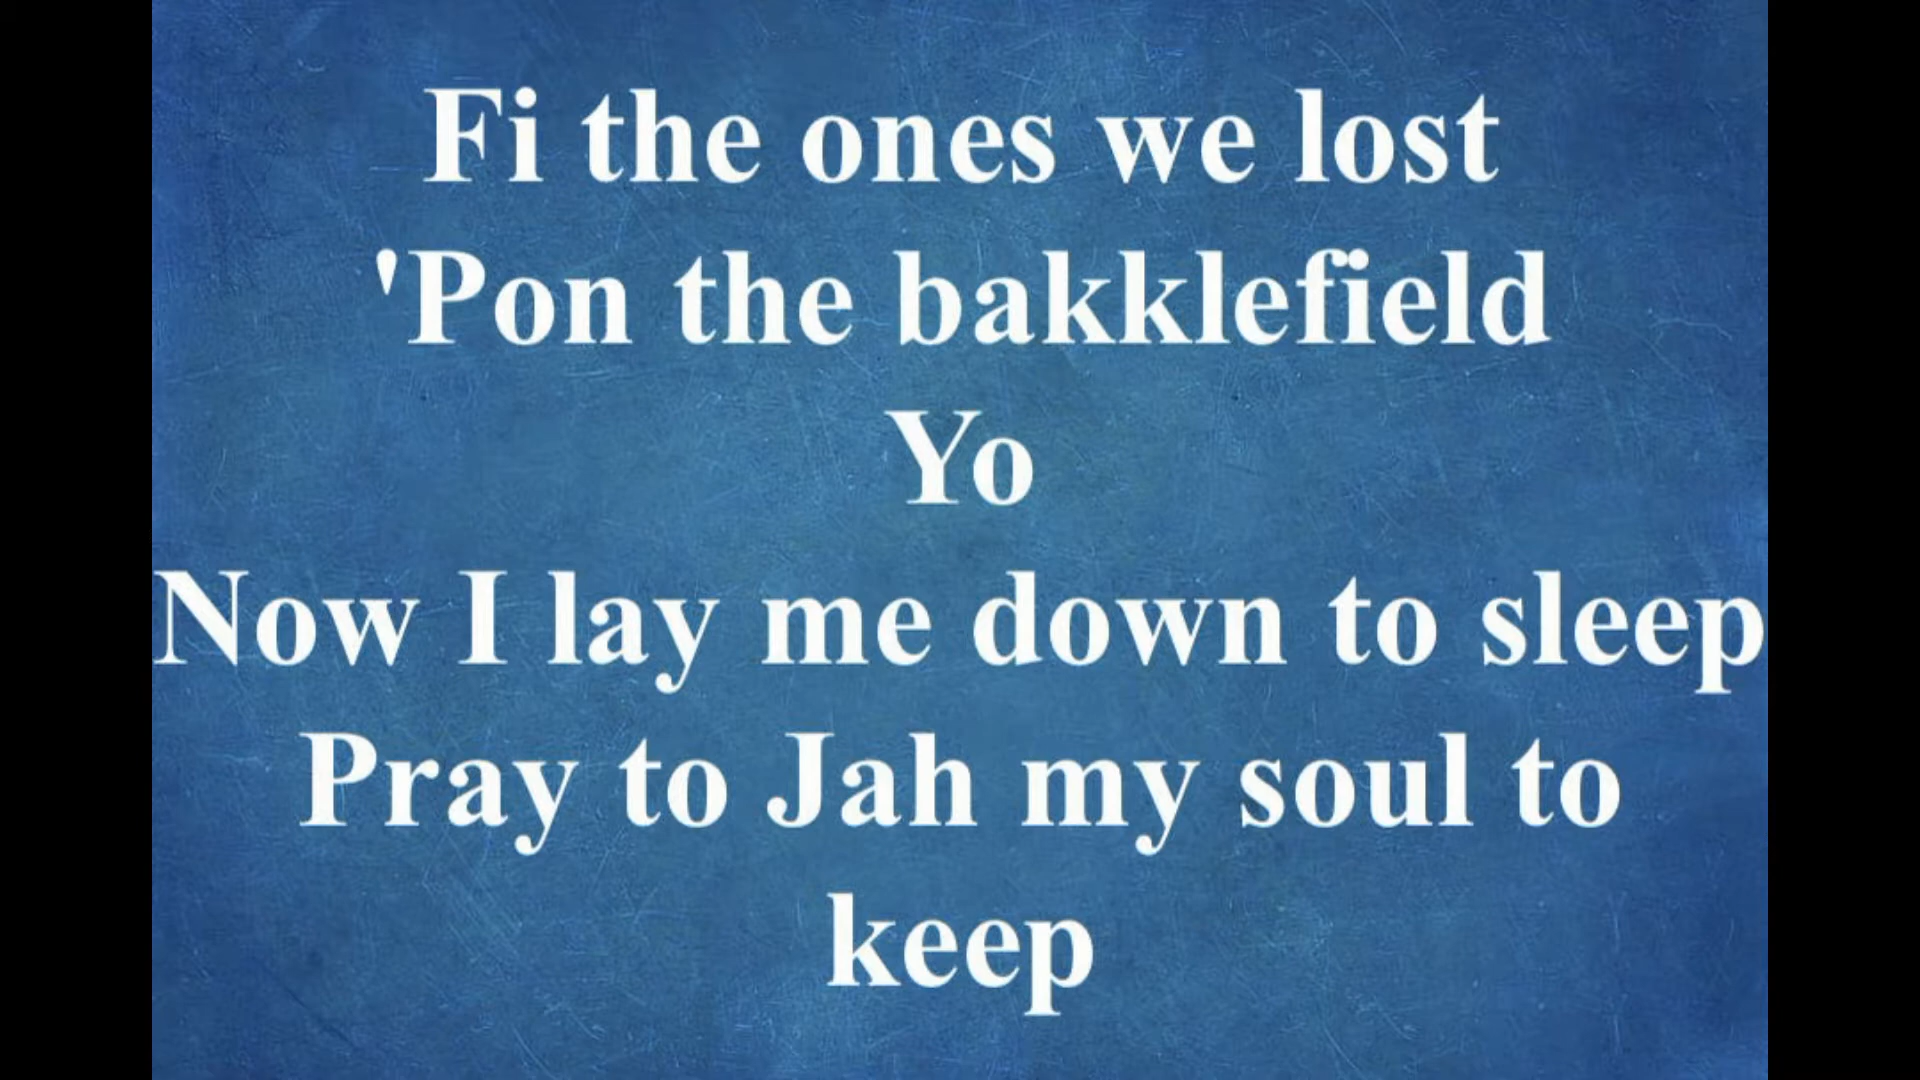 Fi the ones we lost
'Pon the bakklefield
Yo
Now I lay me down to sleep
Pray to Jah my soul to
keep